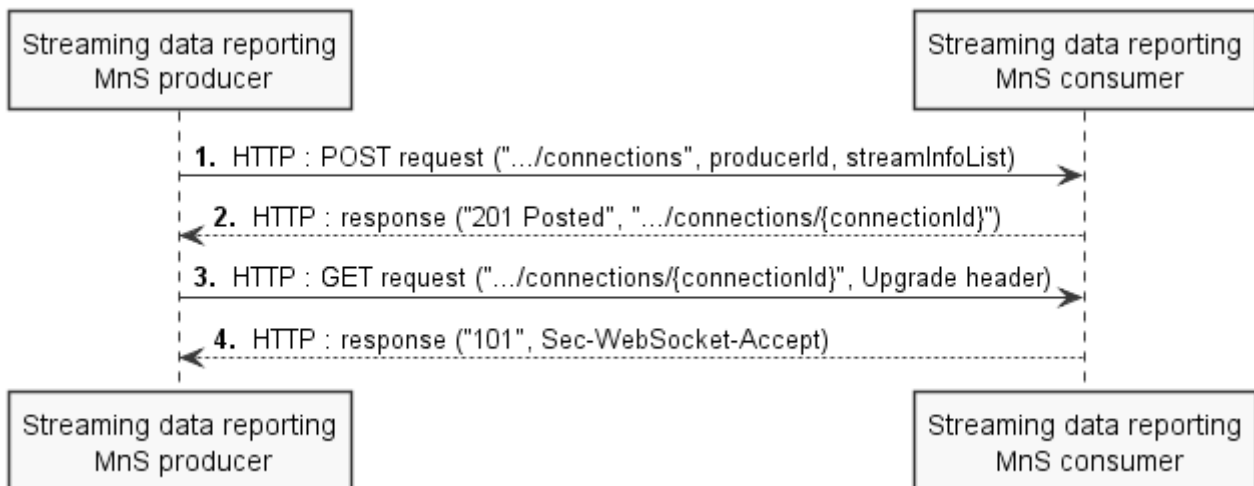 Streaming data reporting
MnS producer
Streaming data reporting
MnS consumer
1. HTTP : POST request (".../connections", producerId, streamInfoList)
2. HTTP : response ("201 Posted", ".../connections/{connectionId}")
3. HTTP : GET request (".../connections/{connectionId}", Upgrade header)
4. HTTP : response ("101", Sec-WebSocket-Accept)
Streaming data reporting
MnS producer
Streaming data reporting
MnS consumer